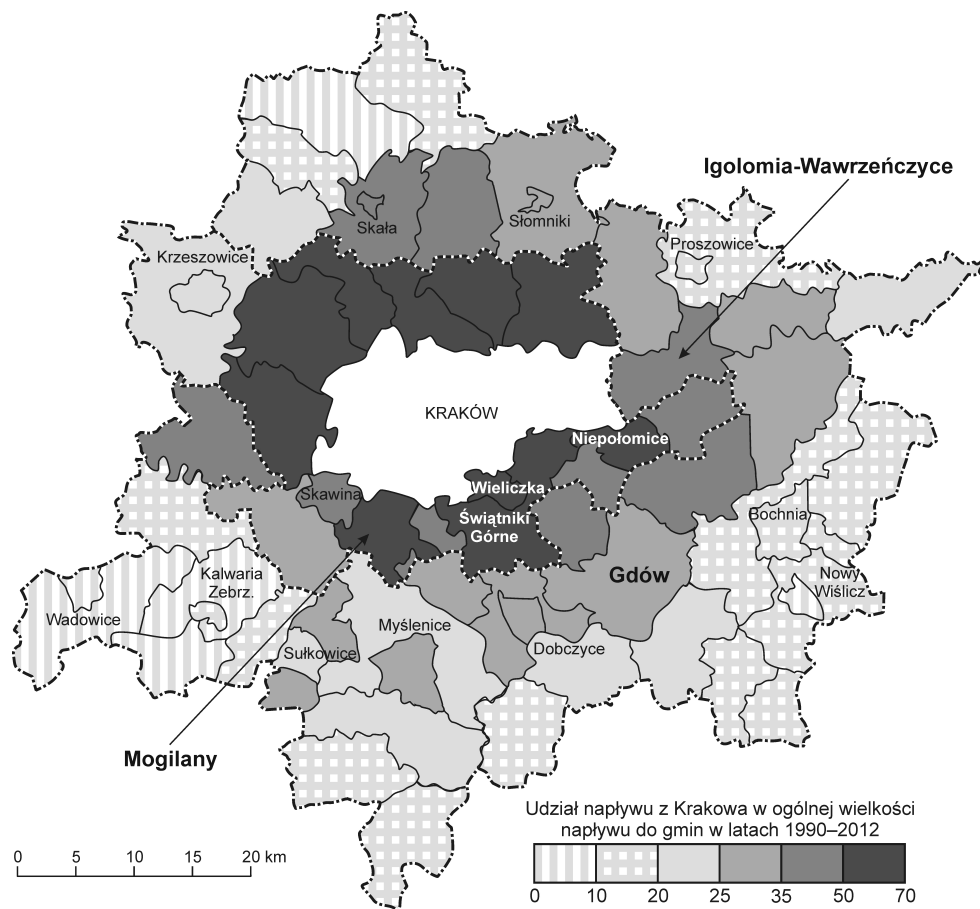 Igolomia-Wawrzeńczyce
Skała
Słomniki
Proszowice
Krzeszowice
KRAKÓW
Niepołomice
Wieliczka
Skawina
Świątniki
Górne
Bochnia
Gdów
Nowy
Wiślicz
Kalwaria
Zebrz.
Wadowice
Myślenice
Sułkowice
Dobczyce
Mogilany
Udział napływu z Krakowa w ogólnej wielkości
napływu do gmin w latach 1990–2012
0 5 10 15 20 km
0 10 20 25 35 50 70